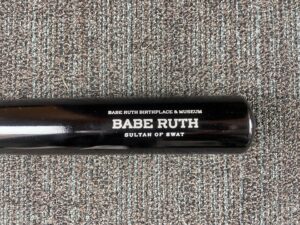 BABE RUTH BIRTHPLACE & MUSEUM
BABE RUTH
SULTAN OF SWAT